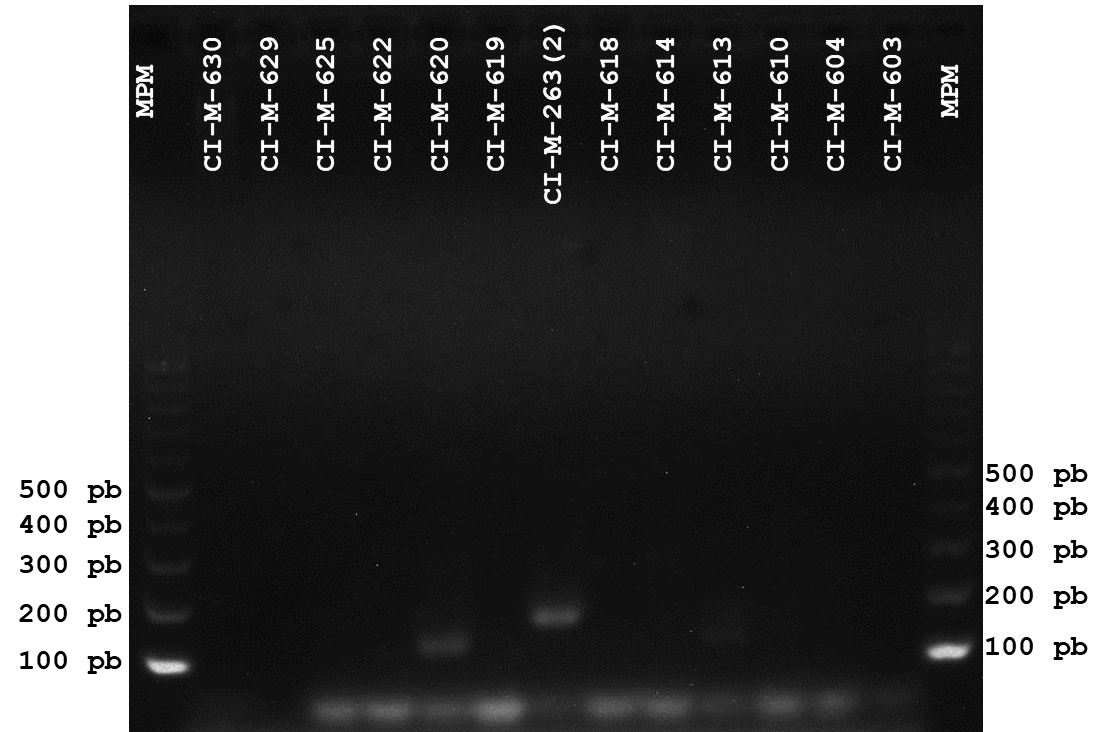 MPM
CI-M-630
CI-M-629
CI-M-625
CI-M-622
CI-M-620
CI-M-619
CI-M-263(2)
CI-M-618
CI-M-614
CI-M-613
CI-M-610
CI-M-604
CI-M-603
MPM
500 pb
400 pb
300 pb
200 pb
100 pb
500 pb
400 pb
300 pb
200 pb
100 pb